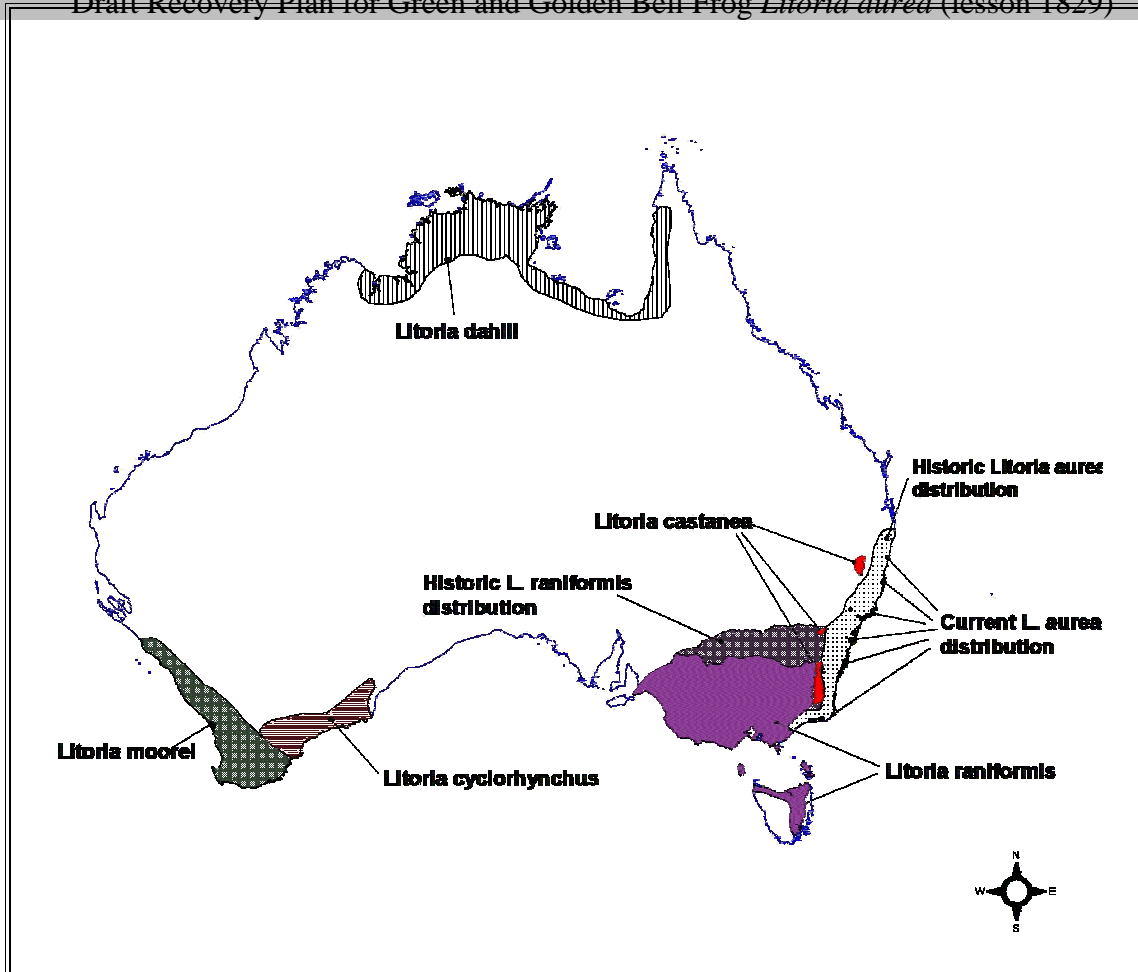 Draft Recovery Plan for Green and Golden Bell Frog Litoria aurea (lesson 1829)
Litoria dahlii
Historic Litoria aurea
distribution
Litoria castanea
Historic L. raniformis
distribution
Current L. aurea
distribution
Litoria moorei
Litoria cyclorhynchus
Litoria raniformis
N
W
E
S